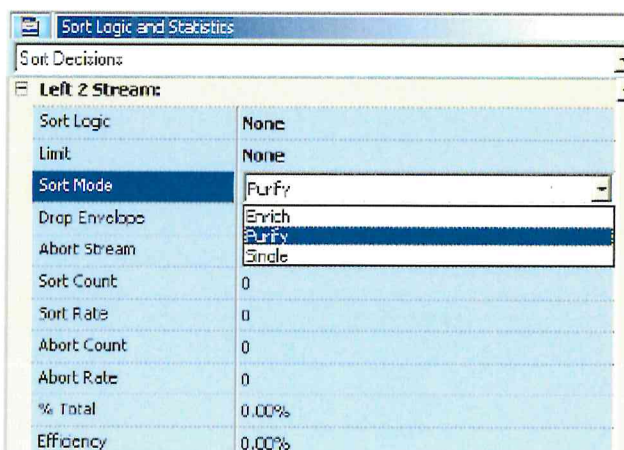 Sort Logic and Statistics
Sort Decisions
Left 2 Stream:
Sort Logic None
Limit None
Sort Mode Purify
Drop Envelope
Enrich
Purify
Single
Abort Stream
Sort Count 0
Sort Rate 0
Abort Count 0
Abort Rate 0
% Total 0.00%
Efficiency 0.00%